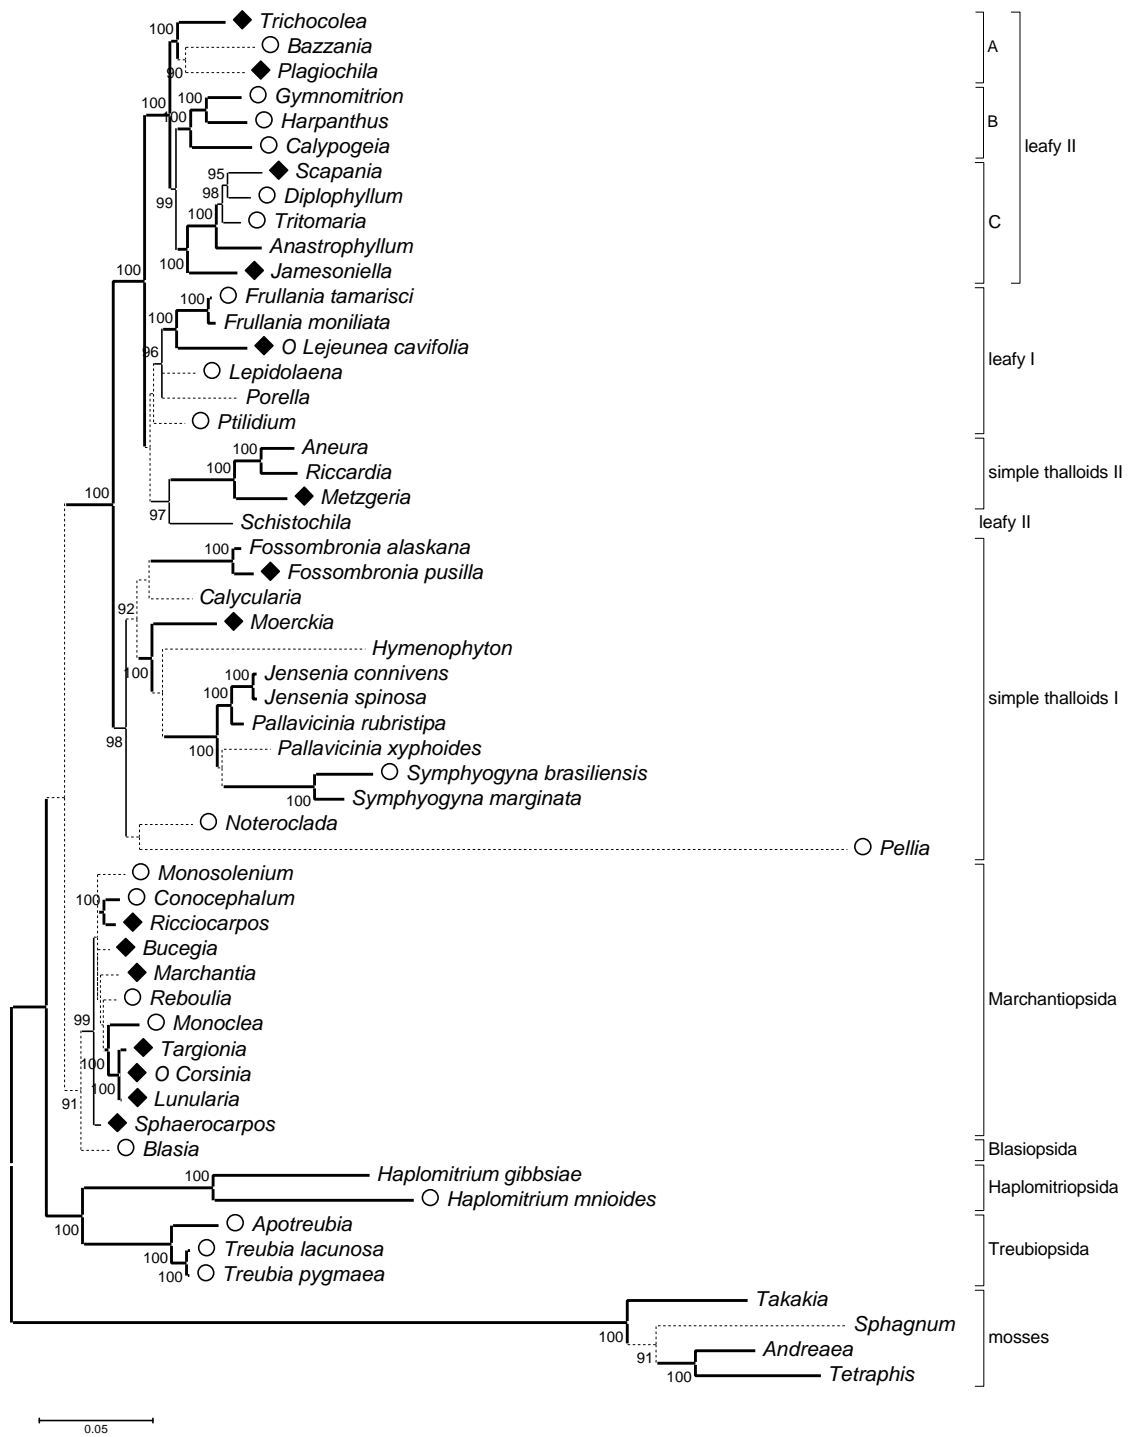 100
Trichocolea
Bazzania
90
Plagiochila
A
100
100
100
Gymnomitrion
Harpanthus
Calypogeia
B
leafy II
95
Scapania
98
Diplophyllum
99
100
Tritomaria
Anastrophyllum
100
Jamesoniella
C
100
100
Frullania tamarisci
100
Frullania moniliata
96
O Lejeunea cavifolia
Lepidolaena
Porella
Ptilidium
leafy I
100
Aneura
100
Riccardia
Metzgeria
simple thalloids II
100
97
Schistochila
leafy II
100
Fossombronia alaskana
Fossombronia pusilla
Calycularia
92
Moerckia
Hymenophyton
100
100
Jensenia connivens
100
Jensenia spinosa
simple thalloids I
Pallavicinia rubristipa
98
100
Pallavicinia xyphoides
Symphyogyna brasiliensis
100
Symphyogyna marginata
Noteroclada
Pellia
Monosolenium
100
Conocephalum
Ricciocarpos
Bucegia
Marchantia
Reboulia
Marchantiopsida
99
Monoclea
Targionia
100
O Corsinia
100
Lunularia
91
Sphaerocarpos
Blasia
Blasiopsida
100
Haplomitrium gibbsiae
Haplomitrium mnioides
Haplomitriopsida
100
Apotreubia
100
Treubia lacunosa
100
Treubia pygmaea
Treubiopsida
Takakia
100
Sphagnum
91
Andreaea
100
Tetraphis
mosses
0.05